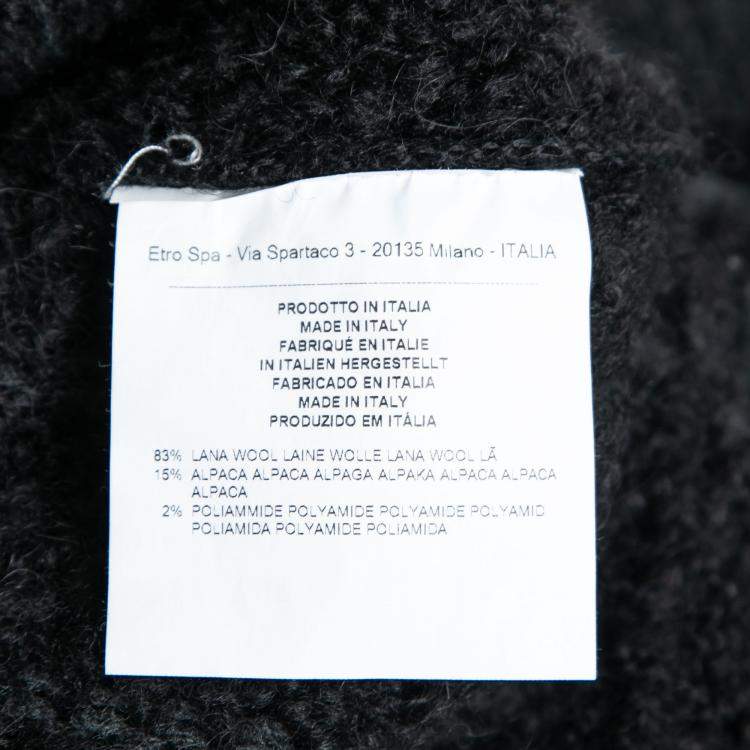 Etro Spa - Via Spartaco 3 - 20135 Milano - ITALIA
PRODOTTO IN ITALIA
MADE IN ITALY
FABRIQUÉ EN ITALIE
IN ITALIEN HERGESTELLT
FABRICADO EN ITALIA
MADE IN ITALY
PRODUZIDO EM ITÁLIA
83% LANA WOOL LAINE WOLLE LANA WOOL LÃ
15% ALPACA ALPACA ALPAGA ALPAKA ALPACA ALPACA
ALPACA
2% POLIAMMIDE POLYAMIDE POLYAMIDE POLYAMID
POLIAMIDA POLYAMIDE POLIAMIDA